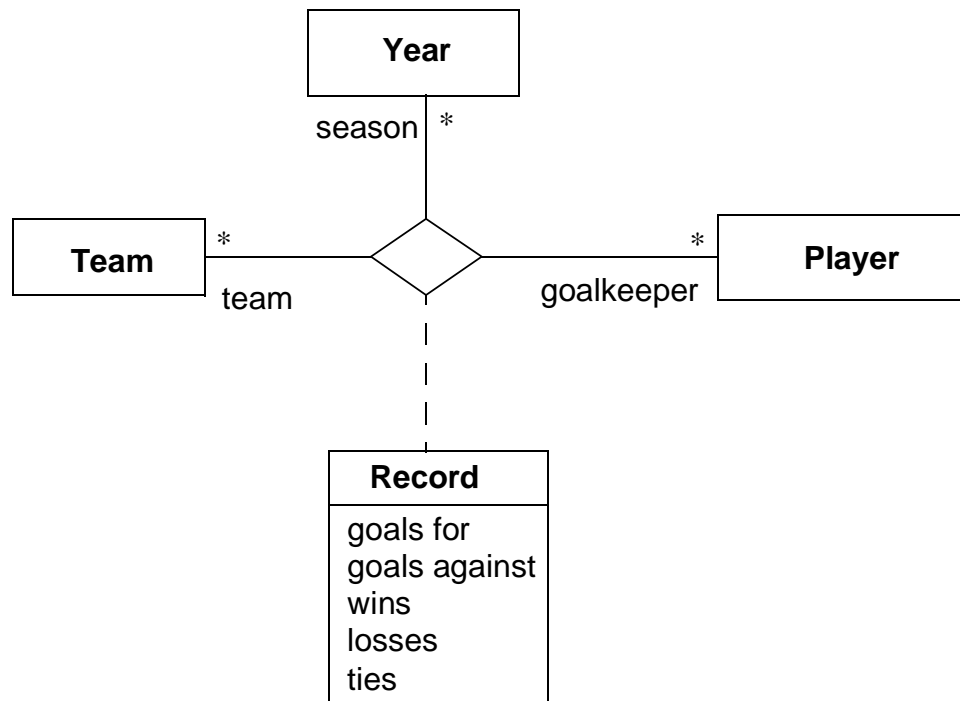 Year
season *
* *
Team Player
team goalkeeper
Record
goals for
goals against
wins
losses
ties